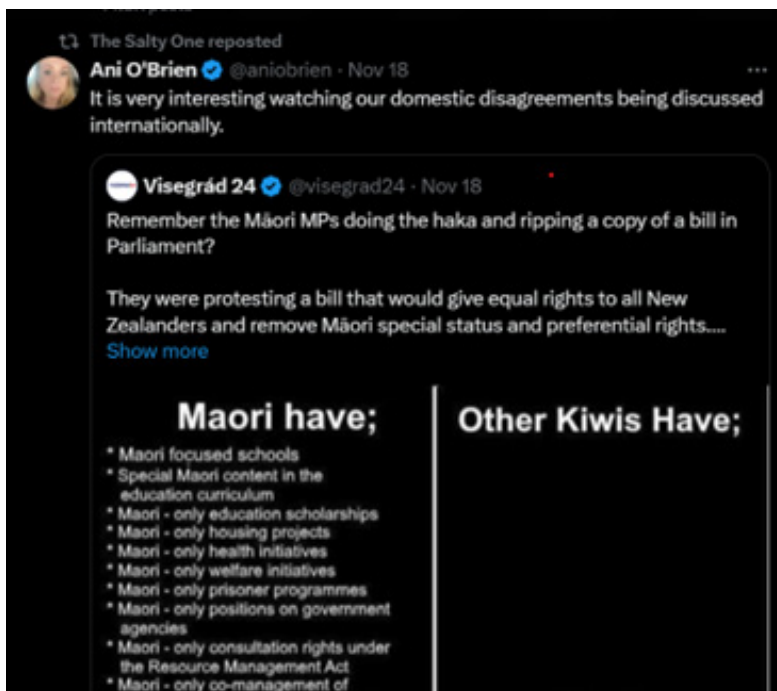 The Salty One reposted
Ani O'Brien @aniobrien · Nov 18
It is very interesting watching our domestic disagreements being discussed
internationally.
Visegrád 24 @visegrad24 · Nov 18
Remember the Māori MPs doing the haka and ripping a copy of a bill in
Parliament?
They were protesting a bill that would give equal rights to all New
Zealanders and remove Māori special status and preferential rights....
Show more
Maori have;
* Maori focused schools
* Special Maori content in the
education curriculum
* Maori - only education scholarships
* Maori - only housing projects
* Maori - only health initiatives
* Maori - only welfare initiatives
* Maori - only prisoner programmes
* Maori - only positions on government
agencies
* Maori - only consultation rights under
the Resource Management Act
* Maori - only co-management of
Other Kiwis Have;